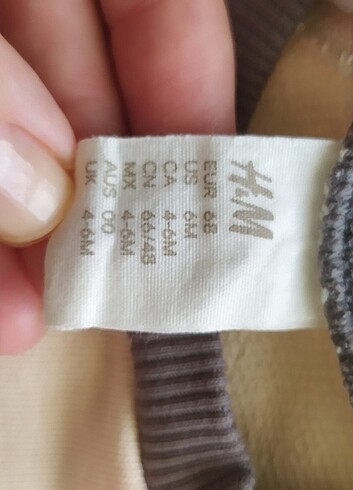 H&M
EUR 68
US 6M
CA 4-6M
CN 66/48
MX 4-6M
AUS 00
UK 4-6M